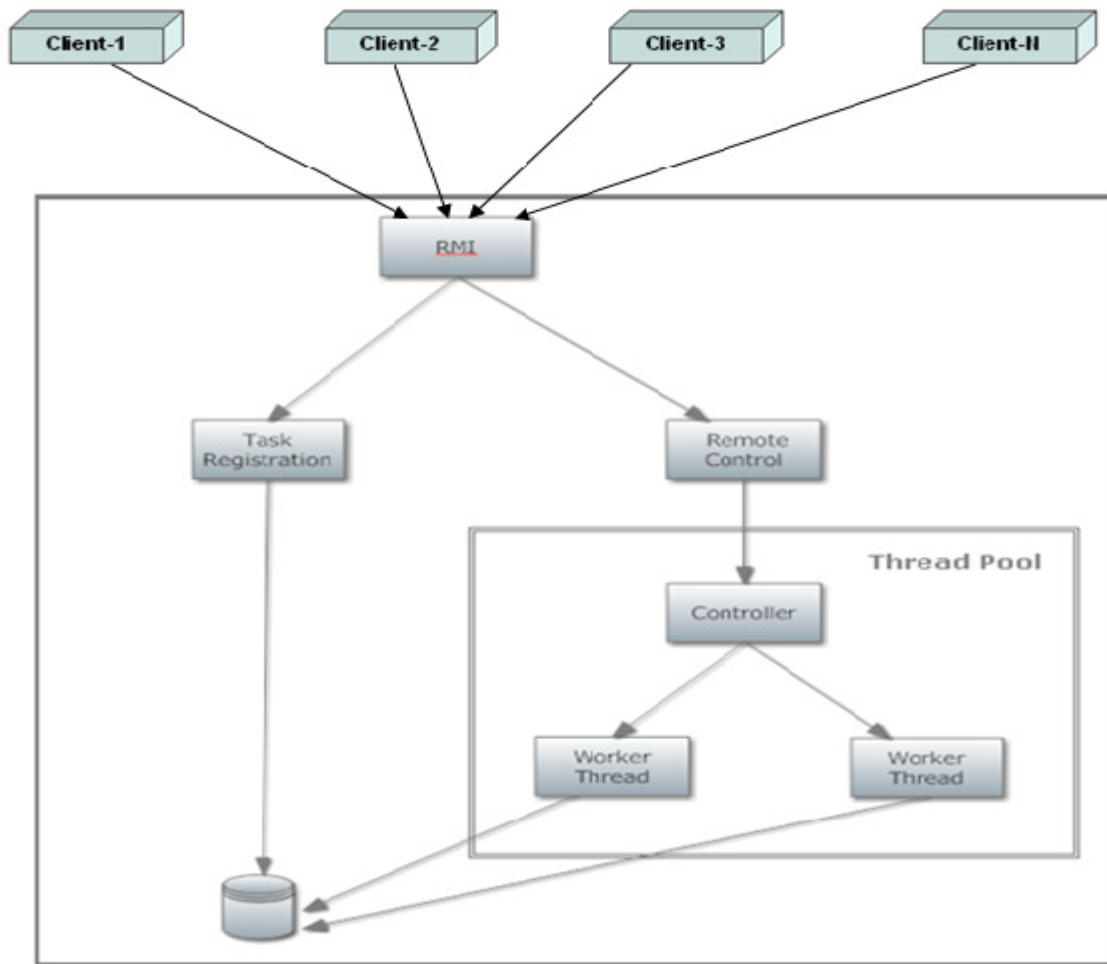 Client-1
Client-2
Client-3
Client-N
RMI
Task
Registration
Remote
Control
Thread Pool
Controller
Worker
Thread
Worker
Thread